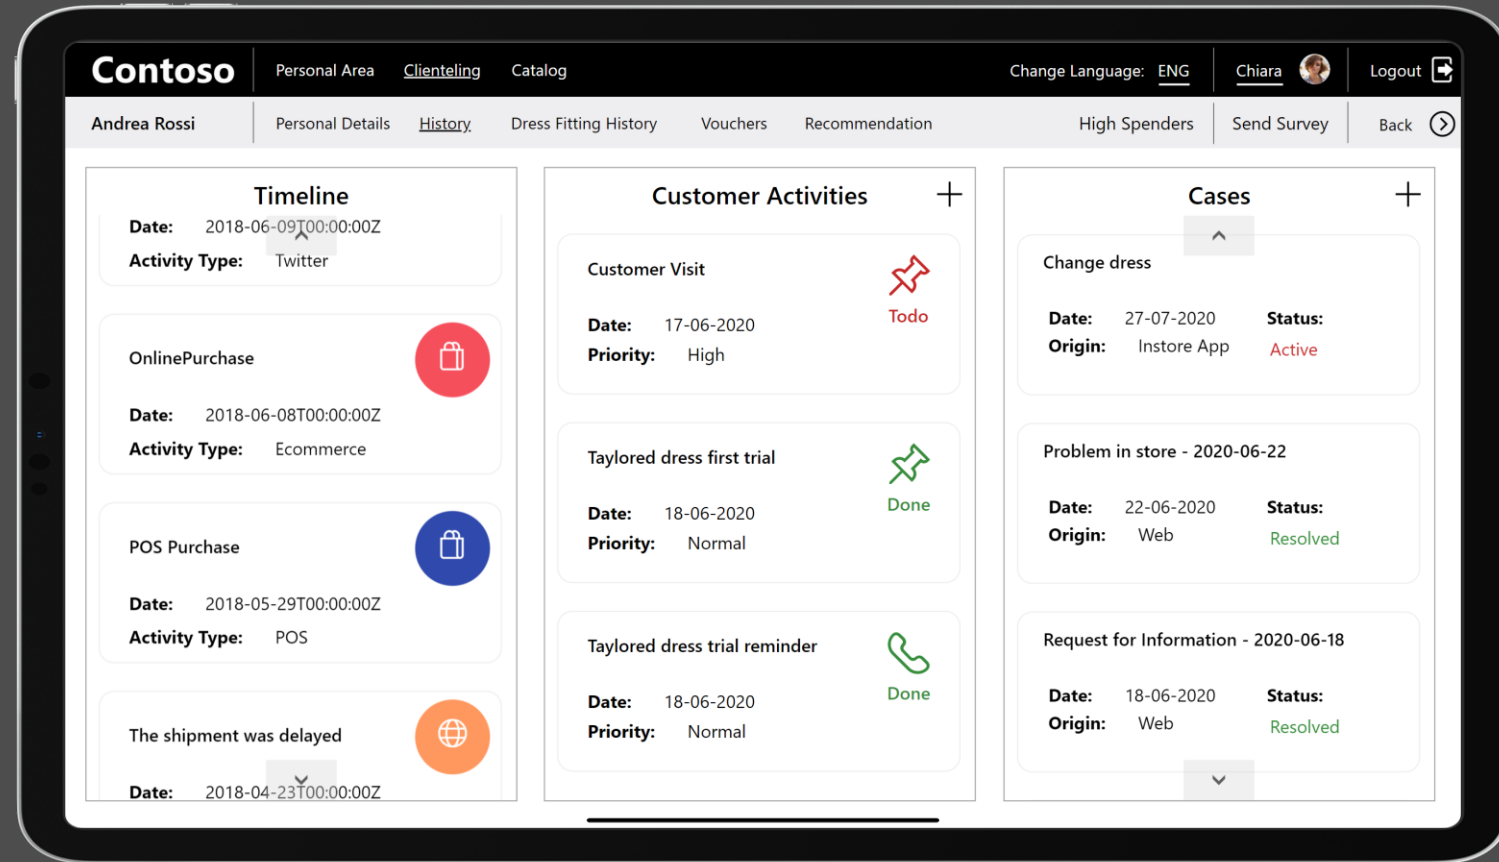 Contoso
Personal Area
Clienteling
Catalog
Change Language: ENG
Chiara
Logout
Andrea Rossi
Personal Details
History
Dress Fitting History
Vouchers
Recommendation
High Spenders
Send Survey
Back
Timeline
Date: 2018-06-09T00:00:00Z
Activity Type: Twitter
OnlinePurchase
Date: 2018-06-08T00:00:00Z
Activity Type: Ecommerce
POS Purchase
Date: 2018-05-29T00:00:00Z
Activity Type: POS
The shipment was delayed
Date: 2018-04-23T00:00:00Z
Customer Activities
Customer Visit
Todo
Date: 17-06-2020
Priority: High
Taylored dress first trial
Done
Date: 18-06-2020
Priority: Normal
Taylored dress trial reminder
Done
Date: 18-06-2020
Priority: Normal
Cases
Change dress
Date: 27-07-2020 Status:
Origin: Instore App Active
Problem in store - 2020-06-22
Date: 22-06-2020 Status:
Origin: Web Resolved
Request for Information - 2020-06-18
Date: 18-06-2020 Status:
Origin: Web Resolved